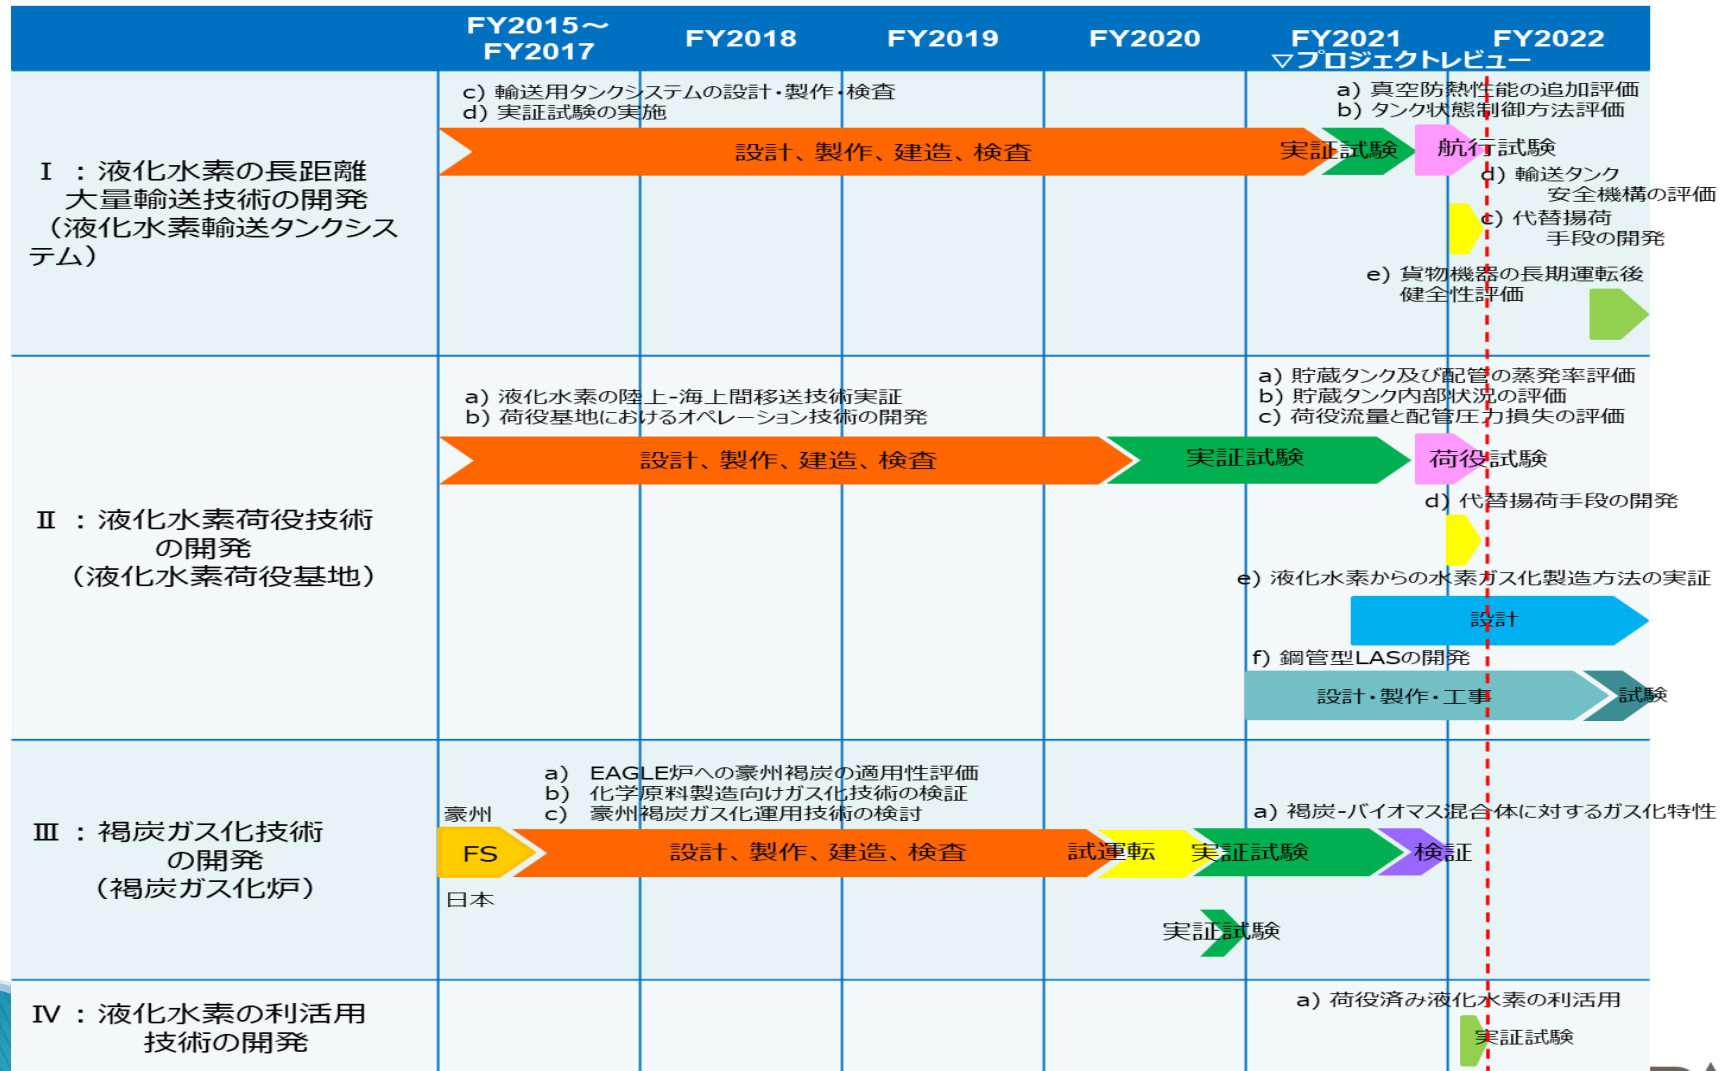 FY2015～
FY2017
FY2018
FY2019
FY2020
FY2021
FY2022
▽プロジェクトレビュー
Ⅰ ：液化水素の長距離
大量輸送技術の開発
（液化水素輸送タンクシス
テム）
c) 輸送用タンクシステムの設計・製作・検査
d) 実証試験の実施
a) 真空防熱性能の追加評価
b) タンク状態制御方法評価
設計、製作、建造、検査
実証試験
航行試験
d) 輸送タンク
安全機構の評価
c) 代替揚荷
手段の開発
e) 貨物機器の長期運転後
健全性評価
Ⅱ ：液化水素荷役技術
の開発
（液化水素荷役基地）
a) 液化水素の陸上-海上間移送技術実証
b) 荷役基地におけるオペレーション技術の開発
a) 貯蔵タンク及び配管の蒸発率評価
b) 貯蔵タンク内部状況の評価
c) 荷役流量と配管圧力損失の評価
設計、製作、建造、検査
実証試験
荷役試験
d) 代替揚荷手段の開発
e) 液化水素からの水素ガス化製造方法の実証
設計
f) 鋼管型LASの開発
設計・製作・工事
試験
Ⅲ ：褐炭ガス化技術
の開発
（褐炭ガス化炉）
a) EAGLE炉への豪州褐炭の適用性評価
b) 化学原料製造向けガス化技術の検証
c) 豪州褐炭ガス化運用技術の検討
豪州
a) 褐炭-バイオマス混合体に対するガス化特性
FS
設計、製作、建造、検査
試運転
実証試験
検証
日本
実証試験
Ⅳ ：液化水素の利活用
技術の開発
a) 荷役済み液化水素の利活用
実証試験